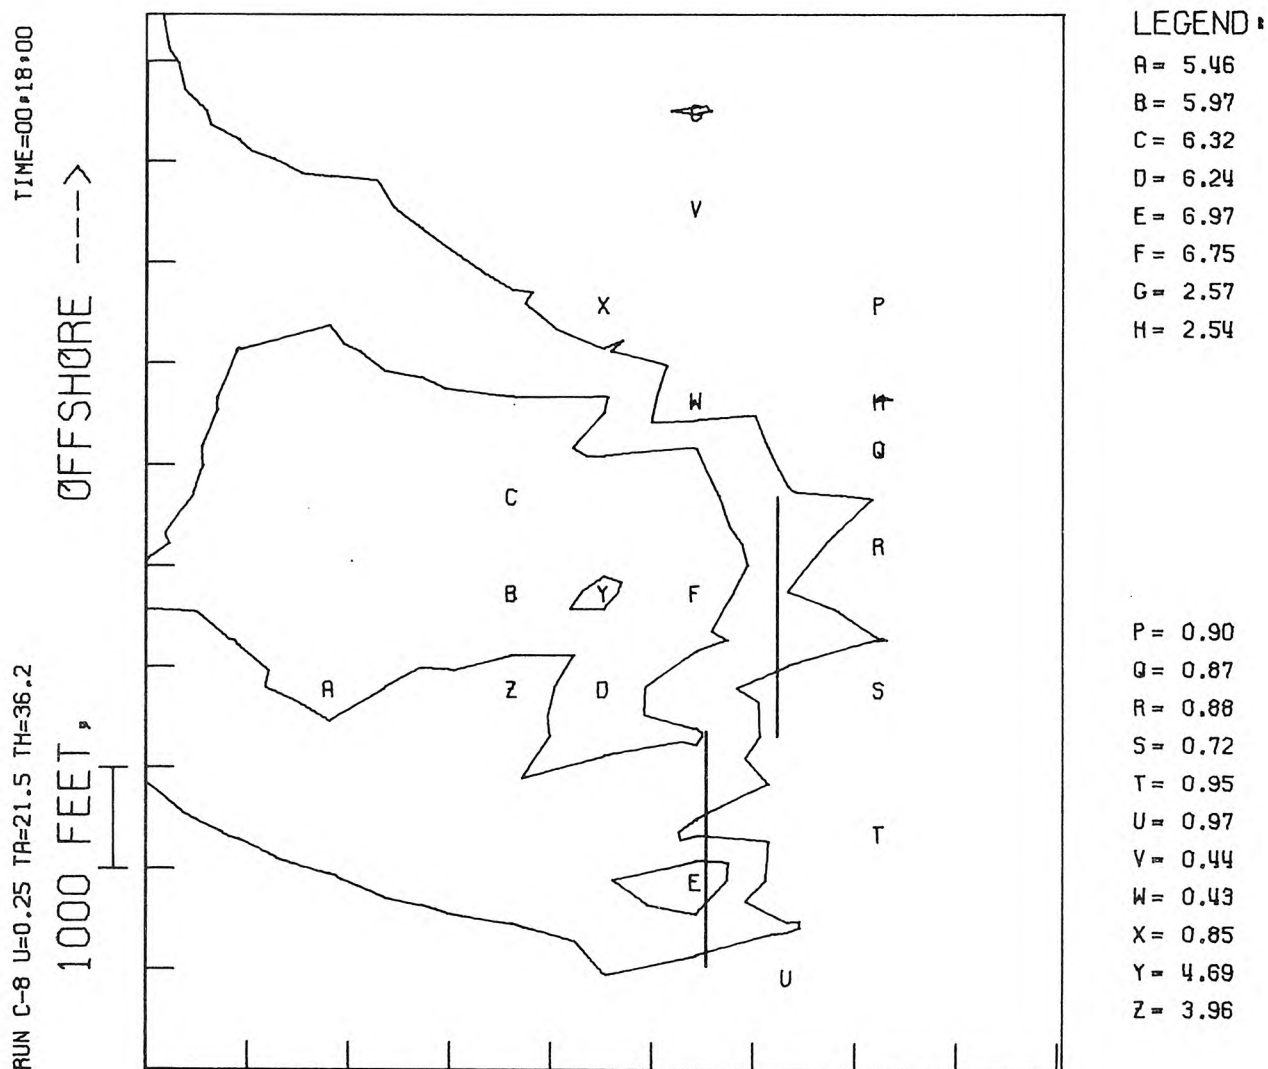 TIME=00:18:00
OFFSHORE --->
1000 FEET,
RUN C-8 U=0.25 TA=21.5 TH=36.2
G
V
X
P
W
H
Q
C
R
B
Y
F
A
Z
D
S
T
E
U
LEGEND:
A= 5.46
B= 5.97
C= 6.32
D= 6.24
E= 6.97
F= 6.75
G= 2.57
H= 2.54
P= 0.90
Q= 0.87
R= 0.88
S= 0.72
T= 0.95
U= 0.97
V= 0.44
W= 0.43
X= 0.85
Y= 4.69
Z= 3.96